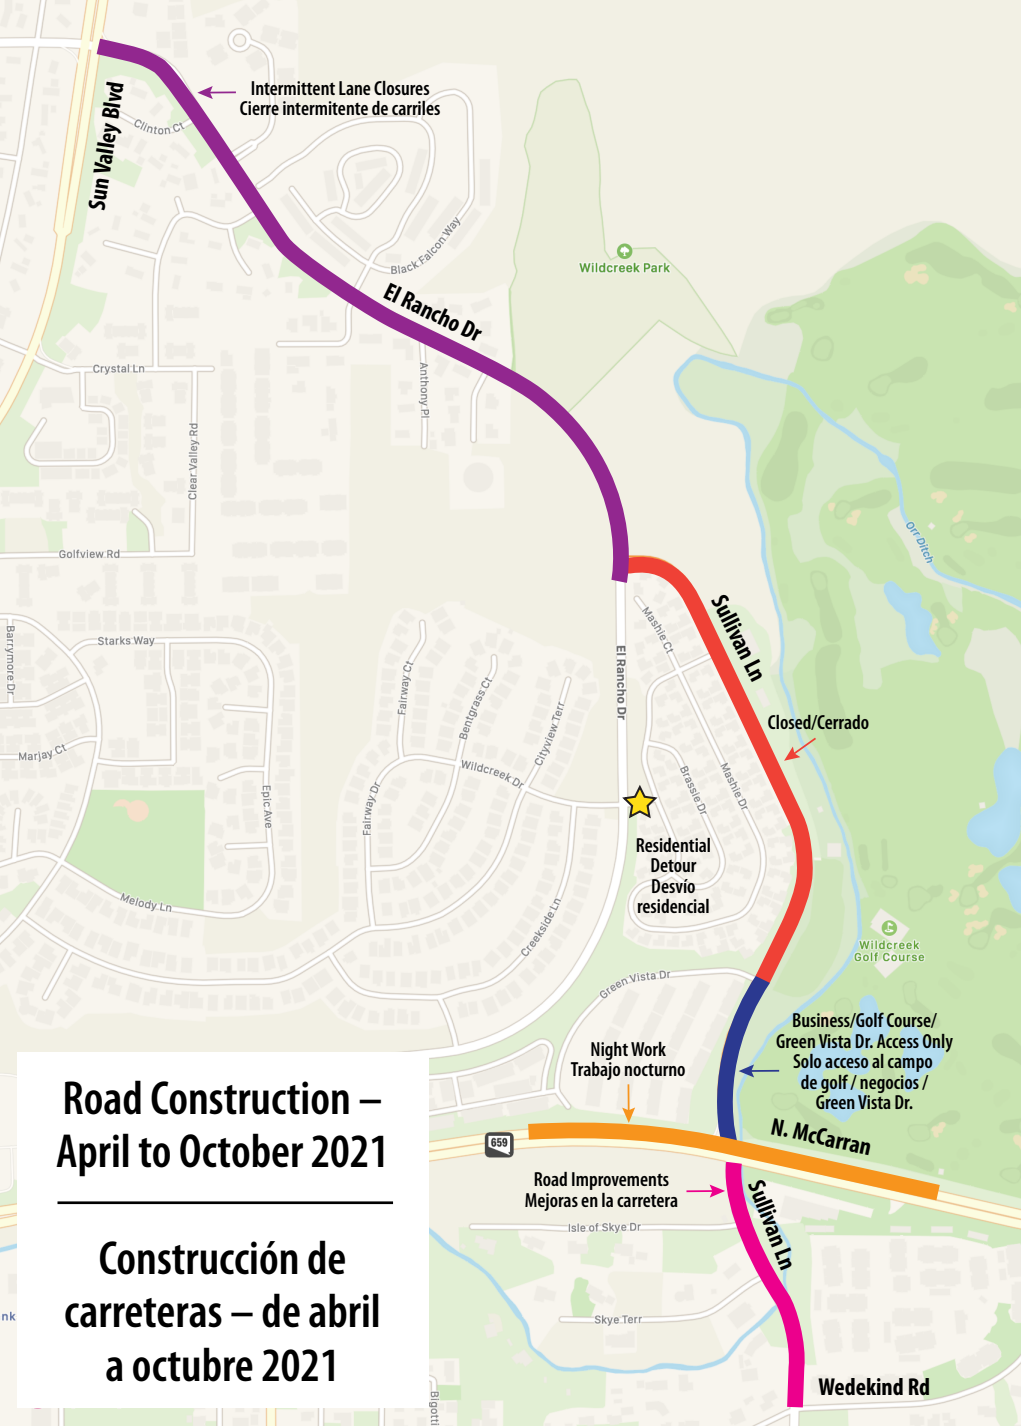 Intermittent Lane Closures
Cierre intermitente de carriles
Clinton Ct
Sun Valley Blvd
Black Falcon Way
Wildcreek Park
El Rancho Dr
Crystal Ln
Anthony Pl
Clear Valley Rd
Golfview Rd
Orr Ditch
Barrymore Dr
Starks Way
Mashie Ct
Sullivan Ln
El Rancho Dr
Fairway Ct
Bentgrass Ct
Cityview Terr
Closed/Cerrado
Marjay Ct
Wildcreek Dr
Brassie Dr
Mashie Dr
Epic Ave
Fairway Dr
Residential
Detour
Desvío
residencial
Melody Ln
Creekside Ln
Wildcreek
Golf Course
Green Vista Dr
Business/Golf Course/
Green Vista Dr. Access Only
Solo acceso al campo
de golf / negocios /
Green Vista Dr.
Night Work
Trabajo nocturno
Road Construction –
April to October 2021
Construcción de
carreteras – de abril
a octubre 2021
659
N. McCarran
Road Improvements
Mejoras en la carretera
Sullivan Ln
Isle of Skye Dr
Skye Terr
nk
Wedekind Rd
Bigotti